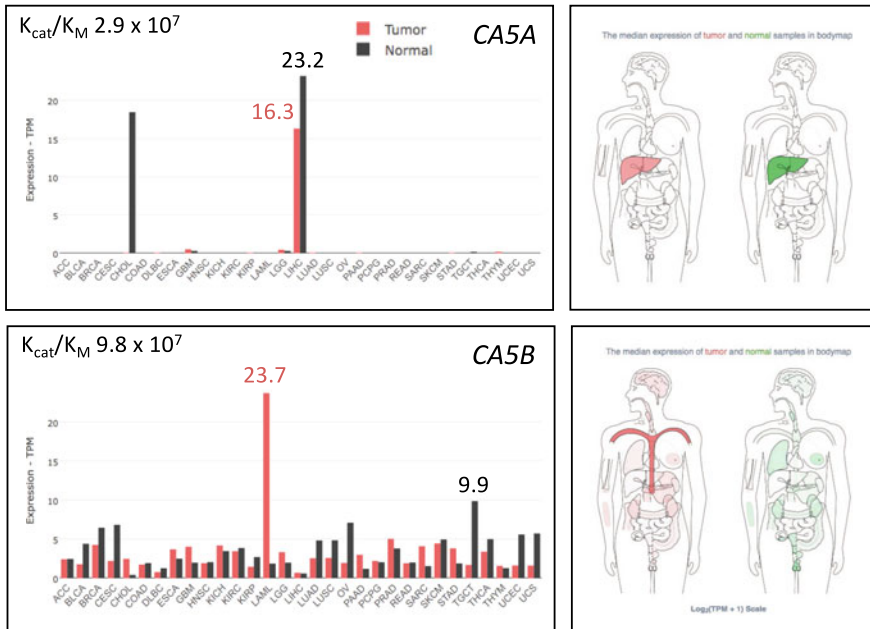 K_cat/K_M 2.9 x 10^7
Tumor
Normal
CA5A
23.2
16.3
Expression - TPM
20
15
10
5
0
ACC BLCA BRCA CESC CHOL COAD DLBC ESCA GBM HNSC KICH KIRC KIRP LAML LGG LIHC LUAD LUSC OV PAAD PCPG PRAD READ SARC SKCM STAD TGCT THCA THYM UCEC UCS
The median expression of tumor and normal samples in bodymap
K_cat/K_M 9.8 x 10^7
CA5B
23.7
9.9
Expression - TPM
20
15
10
5
0
ACC BLCA BRCA CESC CHOL COAD DLBC ESCA GBM HNSC KICH KIRC KIRP LAML LGG LIHC LUAD LUSC OV PAAD PCPG PRAD READ SARC SKCM STAD TGCT THCA THYM UCEC UCS
The median expression of tumor and normal samples in bodymap
Log₂(TPM + 1) Scale